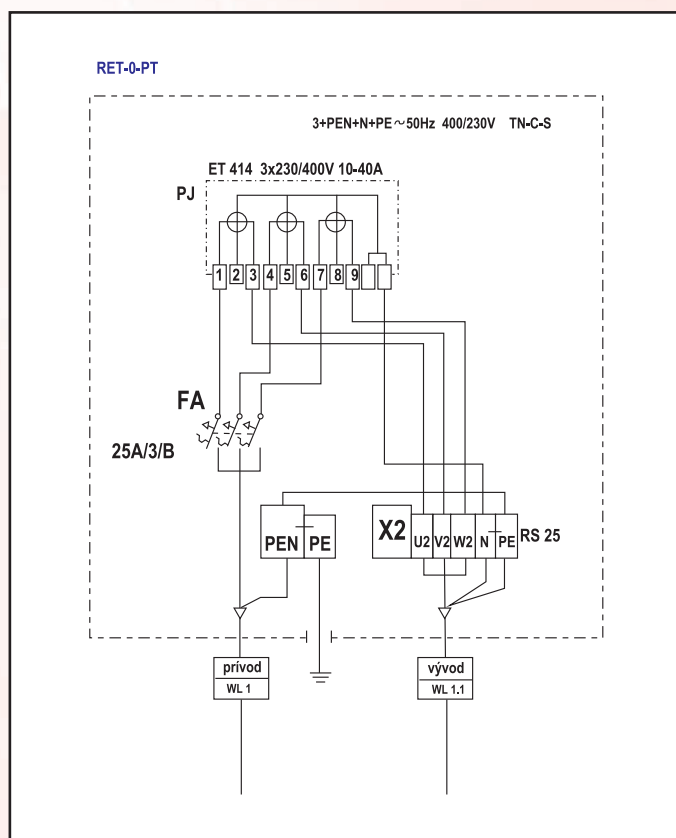 RET-0-PT
3+PEN+N+PE~50Hz 400/230V TN-C-S
ET 414 3x230/400V 10-40A
PJ
1 2 3 4 5 6 7 8 9
FA
25A/3/B
PEN PE
X2 U2 V2 W2 N PE RS 25
prívod
WL 1
vývod
WL 1.1